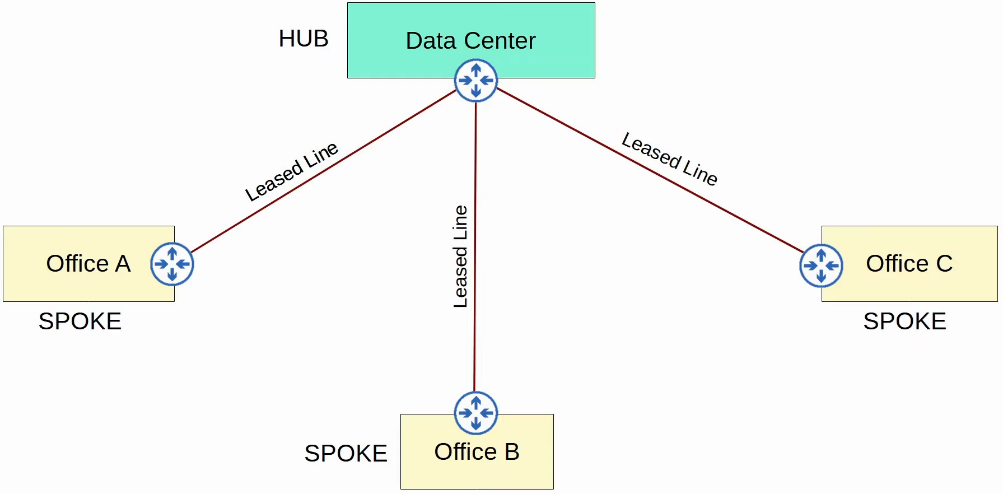 HUB
Data Center
Leased Line
Leased Line
Leased Line
Office A
SPOKE
Office C
SPOKE
SPOKE
Office B